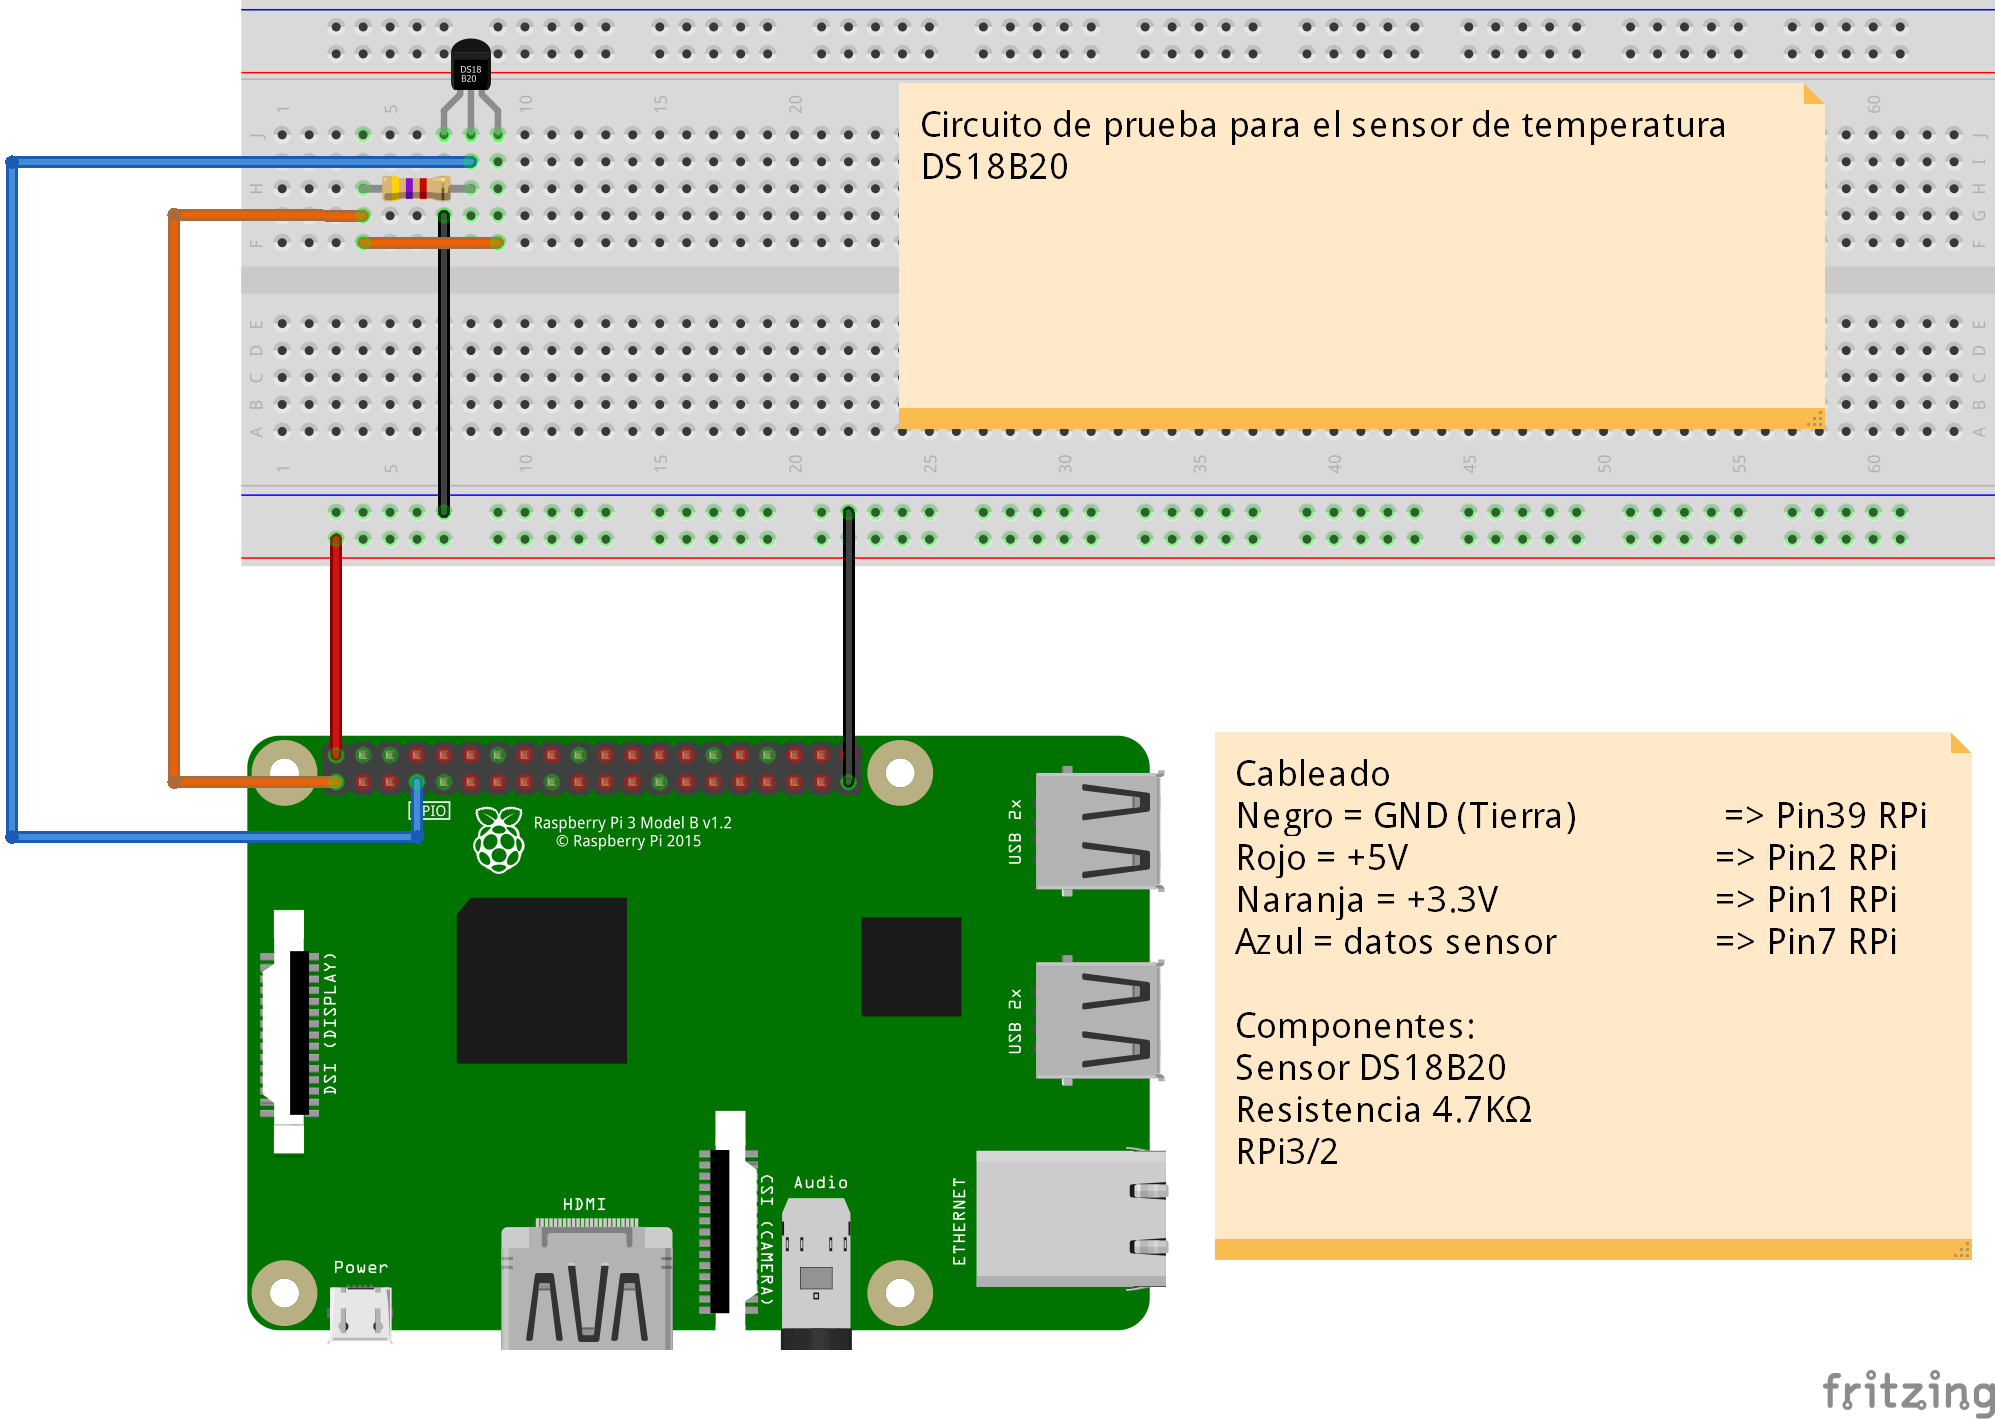 DS18
B20
1 5 10 15 20 60
J J
I I
H H
G G
F F
Circuito de prueba para el sensor de temperatura
DS18B20
E E
D D
C C
B B
A A
1 5 10 15 20 25 30 35 40 45 50 55 60
GPIO
Raspberry Pi 3 Model B v1.2
© Raspberry Pi 2015
USB 2x
USB 2x
DSI (DISPLAY)
CSI (CAMERA)
Audio
ETHERNET
HDMI
Power
Cableado
Negro = GND (Tierra) => Pin39 RPi
Rojo = +5V => Pin2 RPi
Naranja = +3.3V => Pin1 RPi
Azul = datos sensor => Pin7 RPi
Componentes:
Sensor DS18B20
Resistencia 4.7KΩ
RPi3/2
fritzing